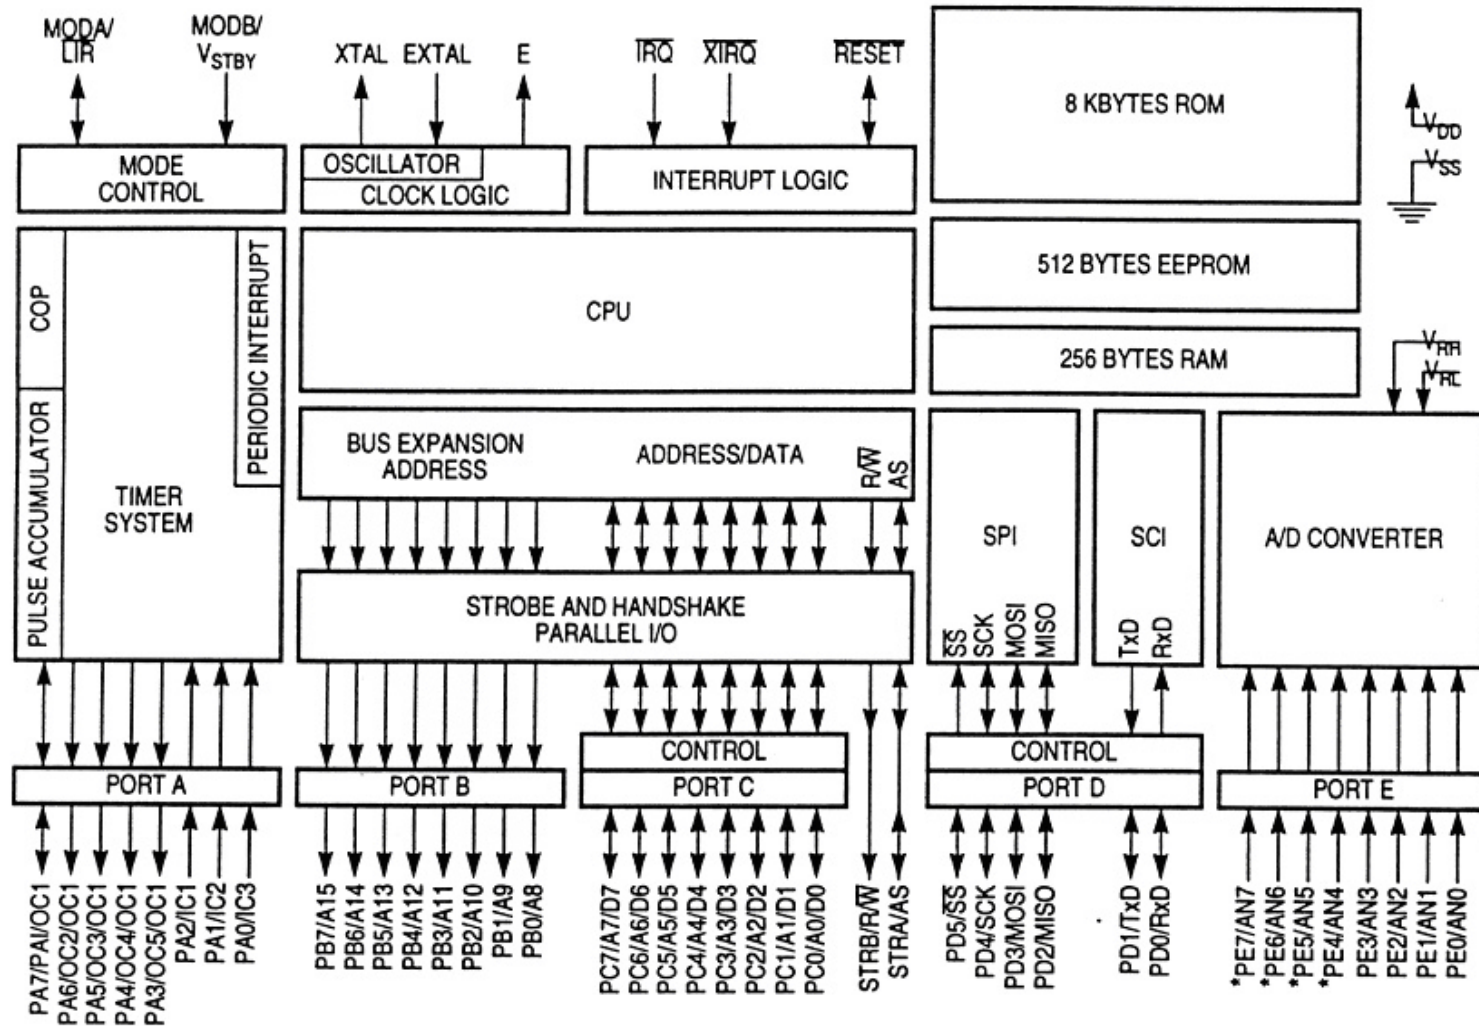 MODA/
LIR
MODB/
VSTBY
XTAL
EXTAL
E
IRQ
XIRQ
RESET
8 KBYTES ROM
VDD
VSS
MODE
CONTROL
OSCILLATOR
CLOCK LOGIC
INTERRUPT LOGIC
COP
PERIODIC INTERRUPT
CPU
512 BYTES EEPROM
256 BYTES RAM
VRH
VRL
PULSE ACCUMULATOR
TIMER
SYSTEM
BUS EXPANSION
ADDRESS
ADDRESS/DATA
R/W
AS
SPI
SCI
A/D CONVERTER
STROBE AND HANDSHAKE
PARALLEL I/O
SS
SCK
MOSI
MISO
TxD
RxD
CONTROL
CONTROL
PORT A
PORT B
PORT C
PORT D
PORT E
PA7/PAI/OC1
PA6/OC2/OC1
PA5/OC3/OC1
PA4/OC4/OC1
PA3/OC5/OC1
PA2/IC1
PA1/IC2
PA0/IC3
PB7/A15
PB6/A14
PB5/A13
PB4/A12
PB3/A11
PB2/A10
PB1/A9
PB0/A8
PC7/A7/D7
PC6/A6/D6
PC5/A5/D5
PC4/A4/D4
PC3/A3/D3
PC2/A2/D2
PC1/A1/D1
PC0/A0/D0
STRB/R/W
STRA/AS
PD5/SS
PD4/SCK
PD3/MOSI
PD2/MISO
PD1/TxD
PD0/RxD
*PE7/AN7
*PE6/AN6
*PE5/AN5
*PE4/AN4
PE3/AN3
PE2/AN2
PE1/AN1
PE0/AN0